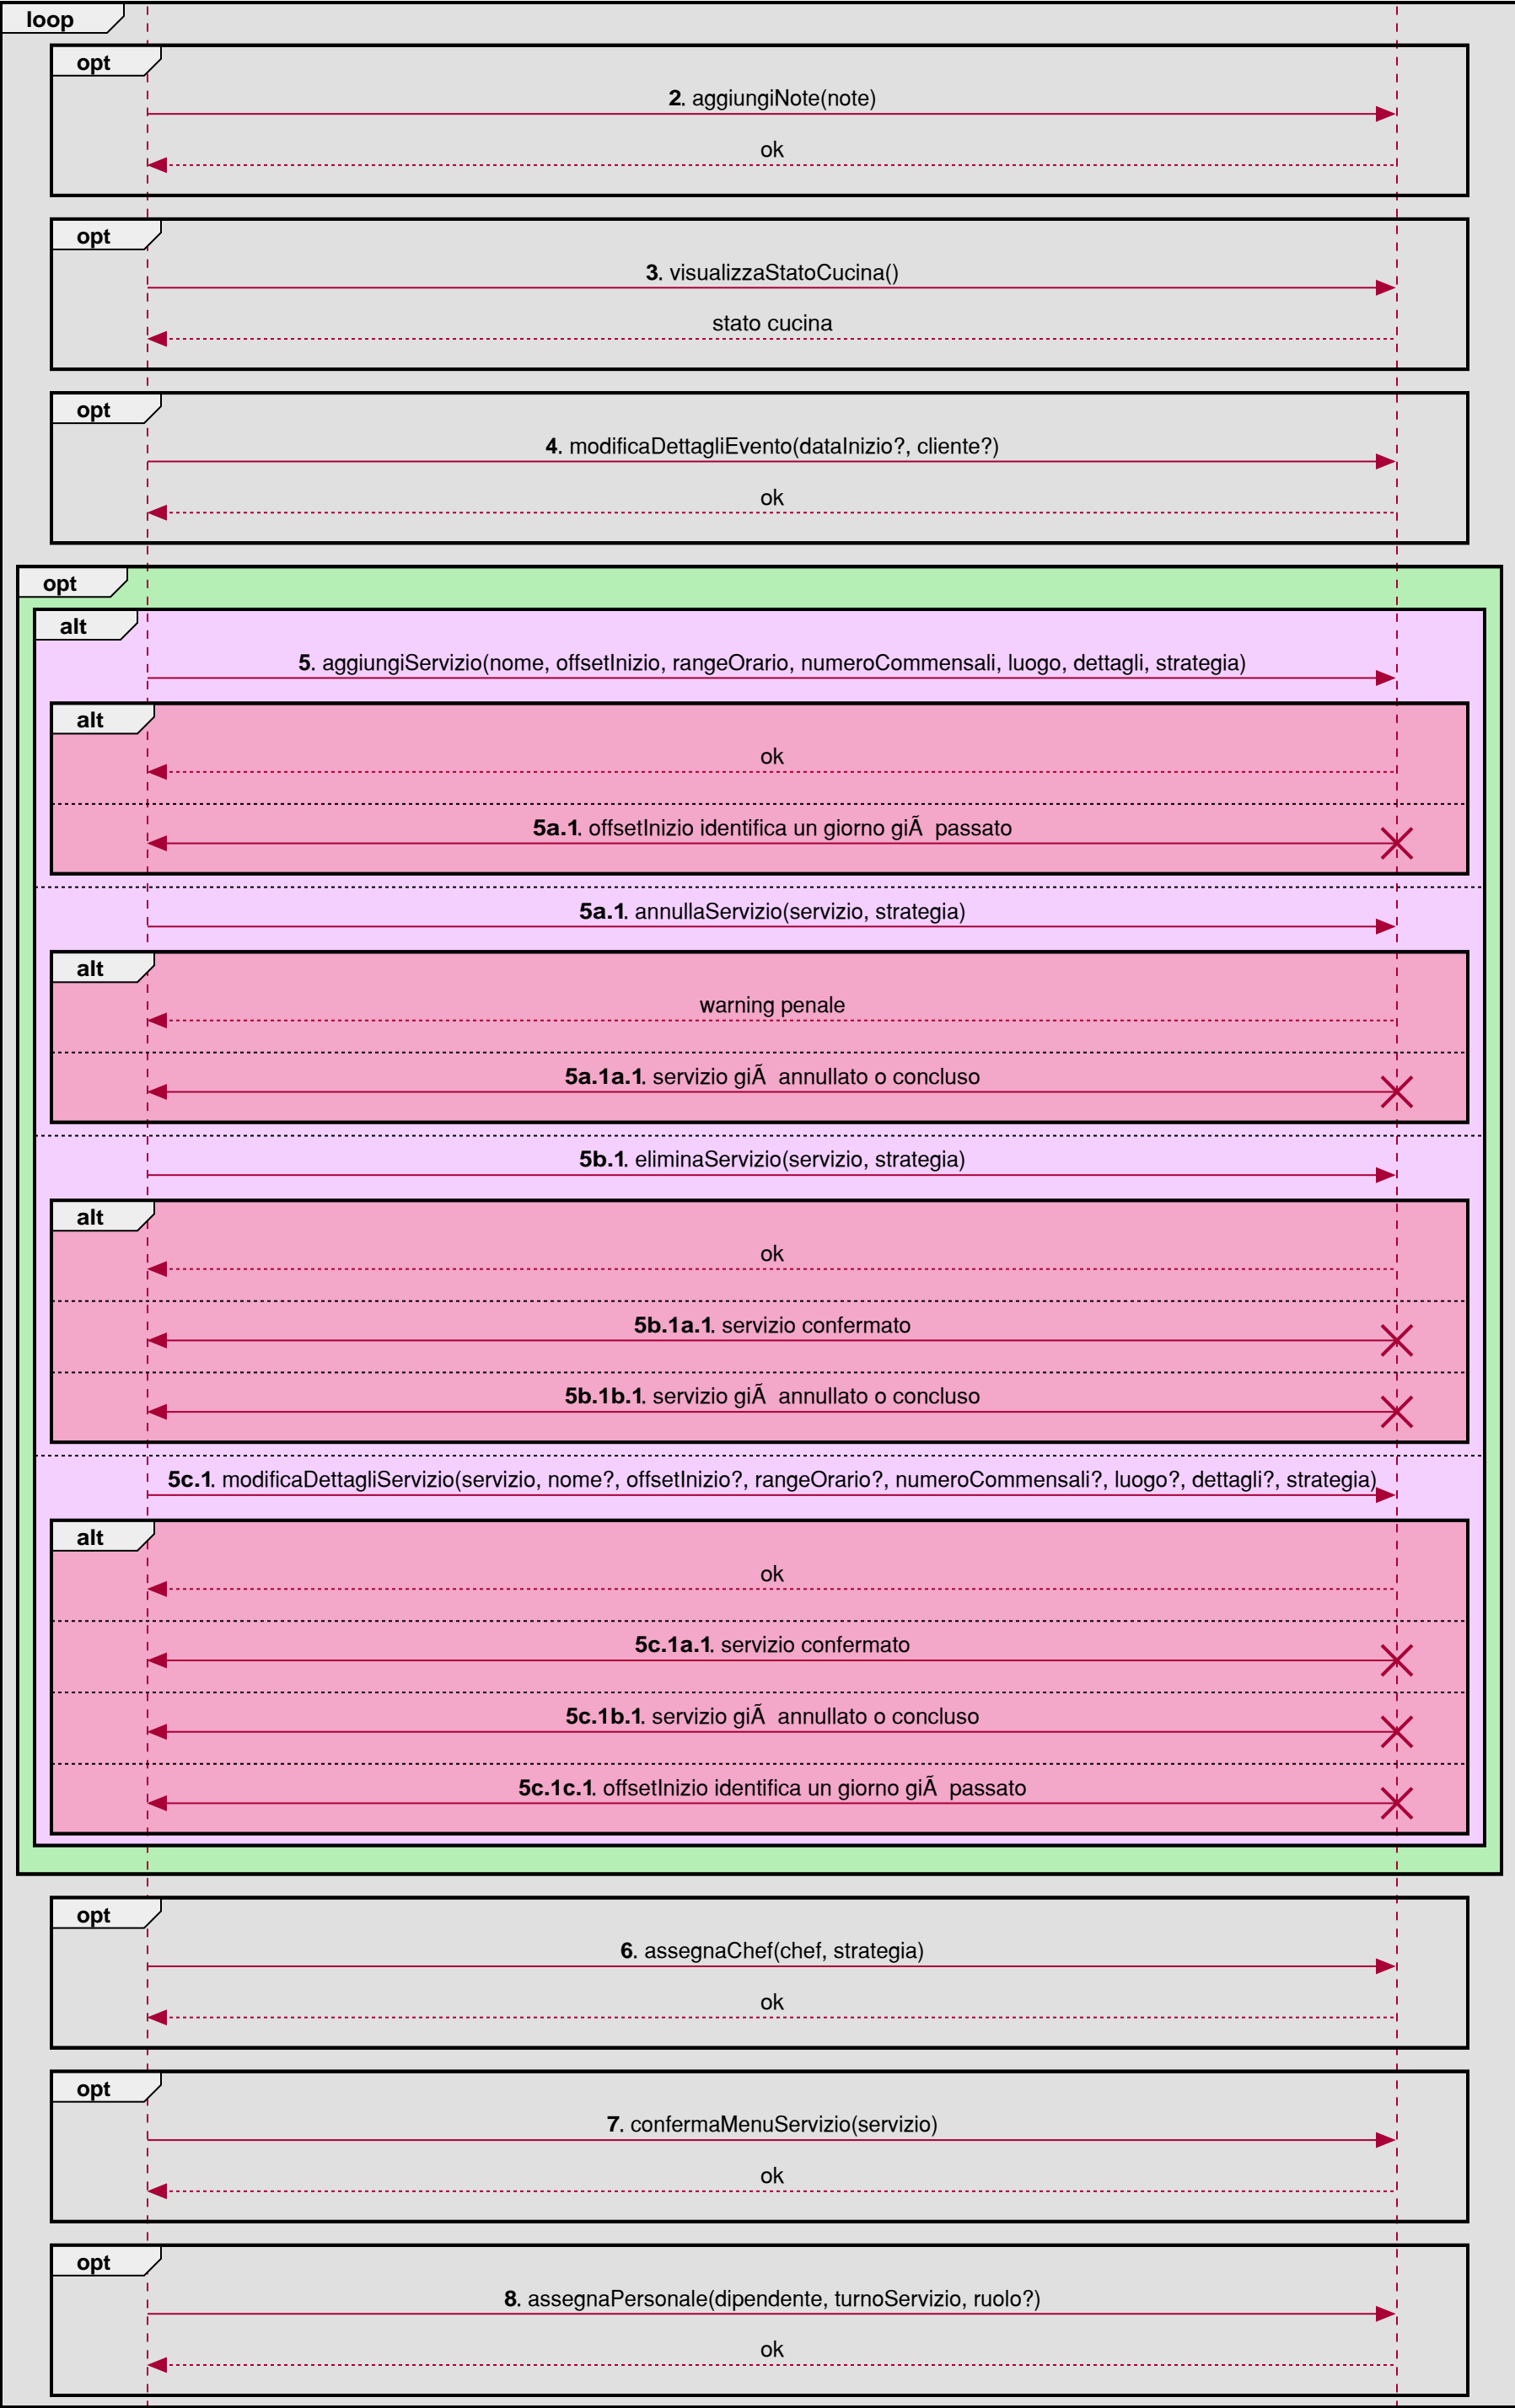 loop
opt
2. aggiungiNote(note)
ok
opt
3. visualizzaStatoCucina()
stato cucina
opt
4. modificaDettagliEvento(dataInizio?, cliente?)
ok
opt
alt
5. aggiungiServizio(nome, offsetInizio, rangeOrario, numeroCommensali, luogo, dettagli, strategia)
alt
ok
5a.1. offsetInizio identifica un giorno giÃ  passato
5a.1. annullaServizio(servizio, strategia)
alt
warning penale
5a.1a.1. servizio giÃ  annullato o concluso
5b.1. eliminaServizio(servizio, strategia)
alt
ok
5b.1a.1. servizio confermato
5b.1b.1. servizio giÃ  annullato o concluso
5c.1. modificaDettagliServizio(servizio, nome?, offsetInizio?, rangeOrario?, numeroCommensali?, luogo?, dettagli?, strategia)
alt
ok
5c.1a.1. servizio confermato
5c.1b.1. servizio giÃ  annullato o concluso
5c.1c.1. offsetInizio identifica un giorno giÃ  passato
opt
6. assegnaChef(chef, strategia)
ok
opt
7. confermaMenuServizio(servizio)
ok
opt
8. assegnaPersonale(dipendente, turnoServizio, ruolo?)
ok